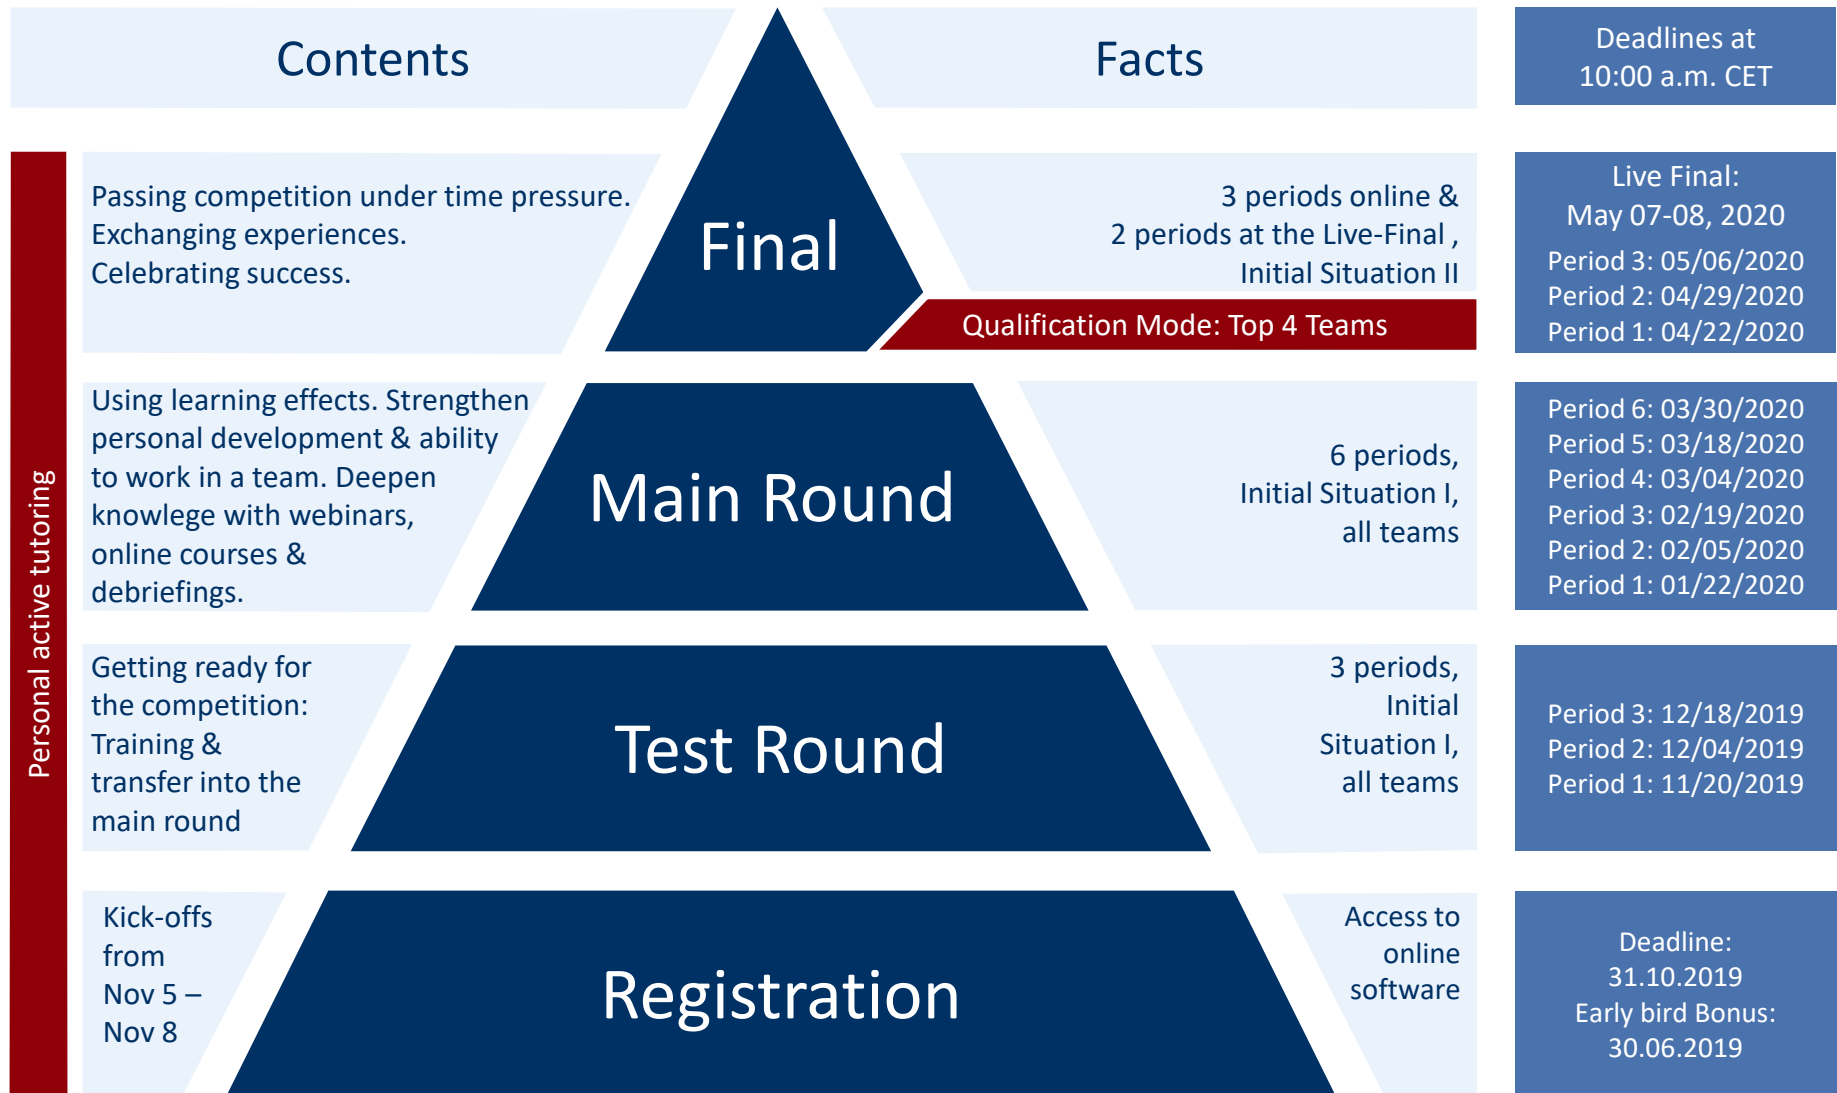 Contents
Facts
Deadlines at
10:00 a.m. CET
Personal active tutoring
Passing competition under time pressure.
Exchanging experiences.
Celebrating success.
Final
3 periods online &
2 periods at the Live-Final ,
Initial Situation II
Qualification Mode: Top 4 Teams
Live Final:
May 07-08, 2020
Period 3: 05/06/2020
Period 2: 04/29/2020
Period 1: 04/22/2020
Using learning effects. Strengthen
personal development & ability
to work in a team. Deepen
knowlege with webinars,
online courses &
debriefings.
Main Round
6 periods,
Initial Situation I,
all teams
Period 6: 03/30/2020
Period 5: 03/18/2020
Period 4: 03/04/2020
Period 3: 02/19/2020
Period 2: 02/05/2020
Period 1: 01/22/2020
Getting ready for
the competition:
Training &
transfer into the
main round
Test Round
3 periods,
Initial
Situation I,
all teams
Period 3: 12/18/2019
Period 2: 12/04/2019
Period 1: 11/20/2019
Kick-offs
from
Nov 5 –
Nov 8
Registration
Access to
online
software
Deadline:
31.10.2019
Early bird Bonus:
30.06.2019